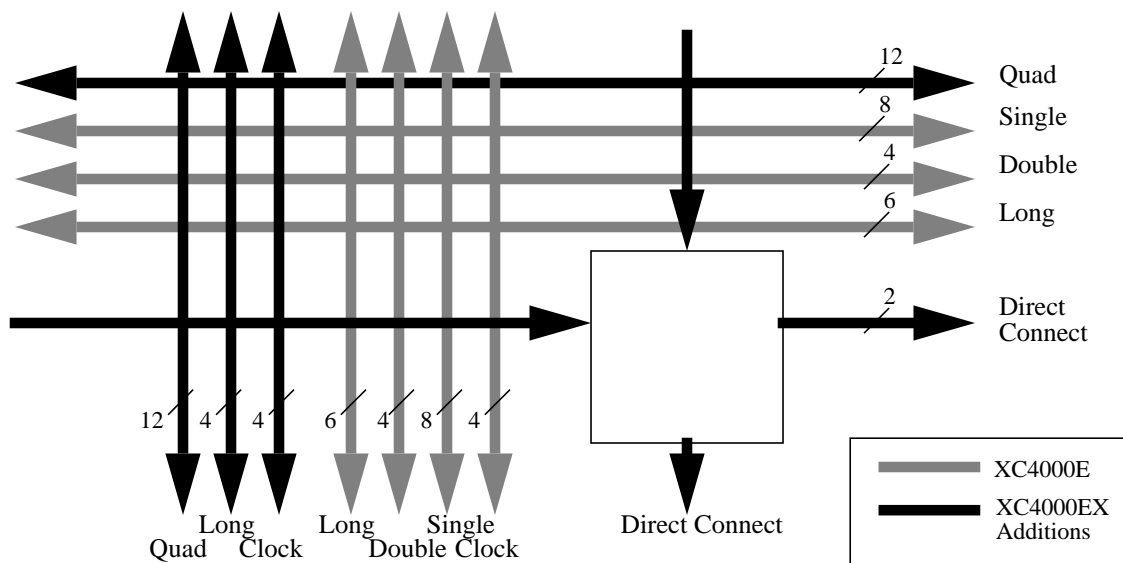 12
Quad
8
Single
4
Double
6
Long
2
Direct
Connect
12 4 4 6 4 8 4
Long Long Single
Quad Clock Double Clock
Direct Connect
XC4000E
XC4000EX
Additions